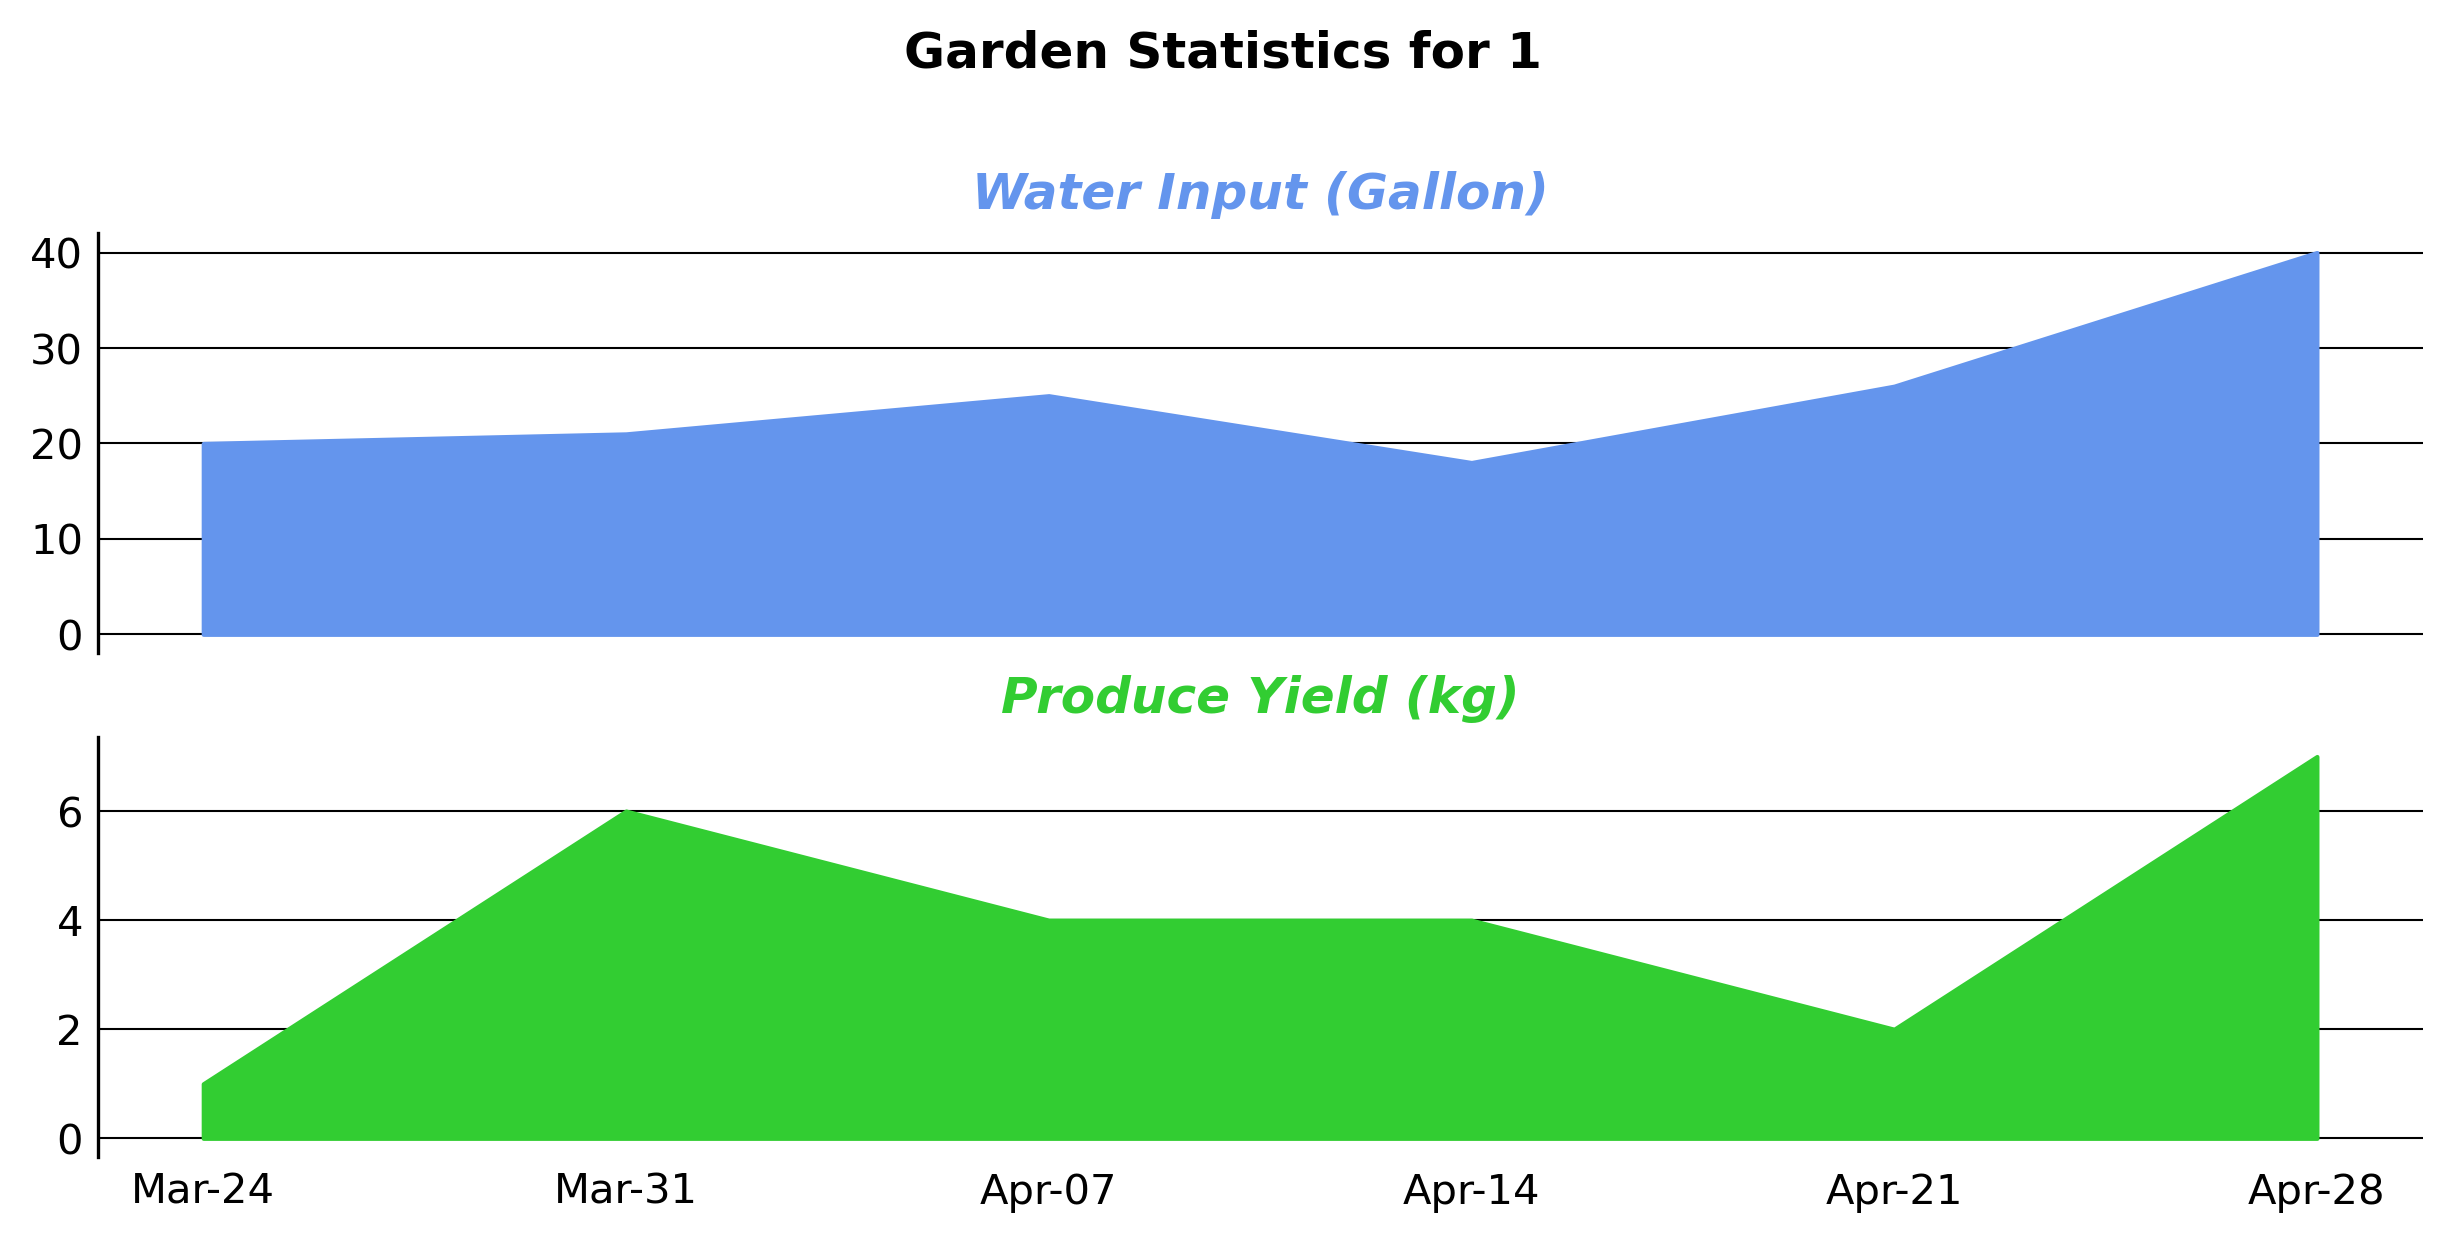 Garden Statistics for 1
Water Input (Gallon)
40
30
20
10
0
Produce Yield (kg)
6
4
2
0
Mar-24 Mar-31 Apr-07 Apr-14 Apr-21 Apr-28